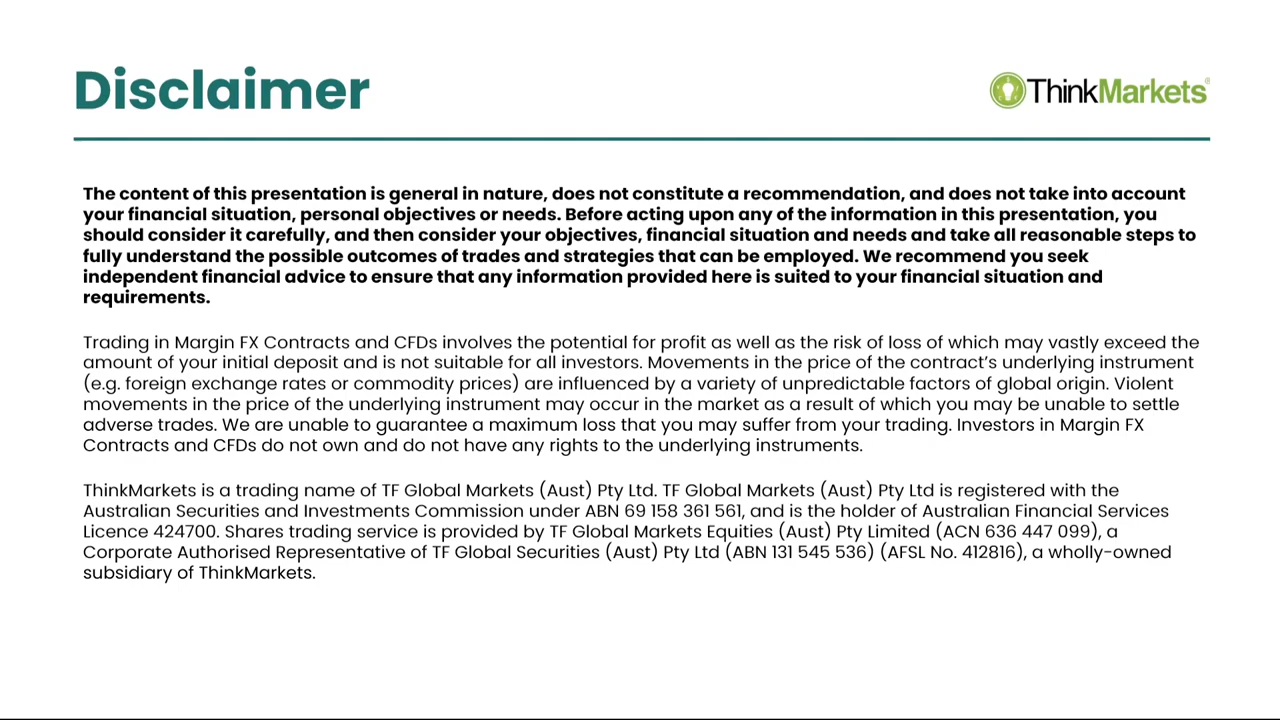 Disclaimer
ThinkMarkets®
The content of this presentation is general in nature, does not constitute a recommendation, and does not take into account
your financial situation, personal objectives or needs. Before acting upon any of the information in this presentation, you
should consider it carefully, and then consider your objectives, financial situation and needs and take all reasonable steps to
fully understand the possible outcomes of trades and strategies that can be employed. We recommend you seek
independent financial advice to ensure that any information provided here is suited to your financial situation and
requirements.
Trading in Margin FX Contracts and CFDs involves the potential for profit as well as the risk of loss of which may vastly exceed the
amount of your initial deposit and is not suitable for all investors. Movements in the price of the contract’s underlying instrument
(e.g. foreign exchange rates or commodity prices) are influenced by a variety of unpredictable factors of global origin. Violent
movements in the price of the underlying instrument may occur in the market as a result of which you may be unable to settle
adverse trades. We are unable to guarantee a maximum loss that you may suffer from your trading. Investors in Margin FX
Contracts and CFDs do not own and do not have any rights to the underlying instruments.
ThinkMarkets is a trading name of TF Global Markets (Aust) Pty Ltd. TF Global Markets (Aust) Pty Ltd is registered with the
Australian Securities and Investments Commission under ABN 69 158 361 561, and is the holder of Australian Financial Services
Licence 424700. Shares trading service is provided by TF Global Markets Equities (Aust) Pty Limited (ACN 636 447 099), a
Corporate Authorised Representative of TF Global Securities (Aust) Pty Ltd (ABN 131 545 536) (AFSL No. 412816), a wholly-owned
subsidiary of ThinkMarkets.